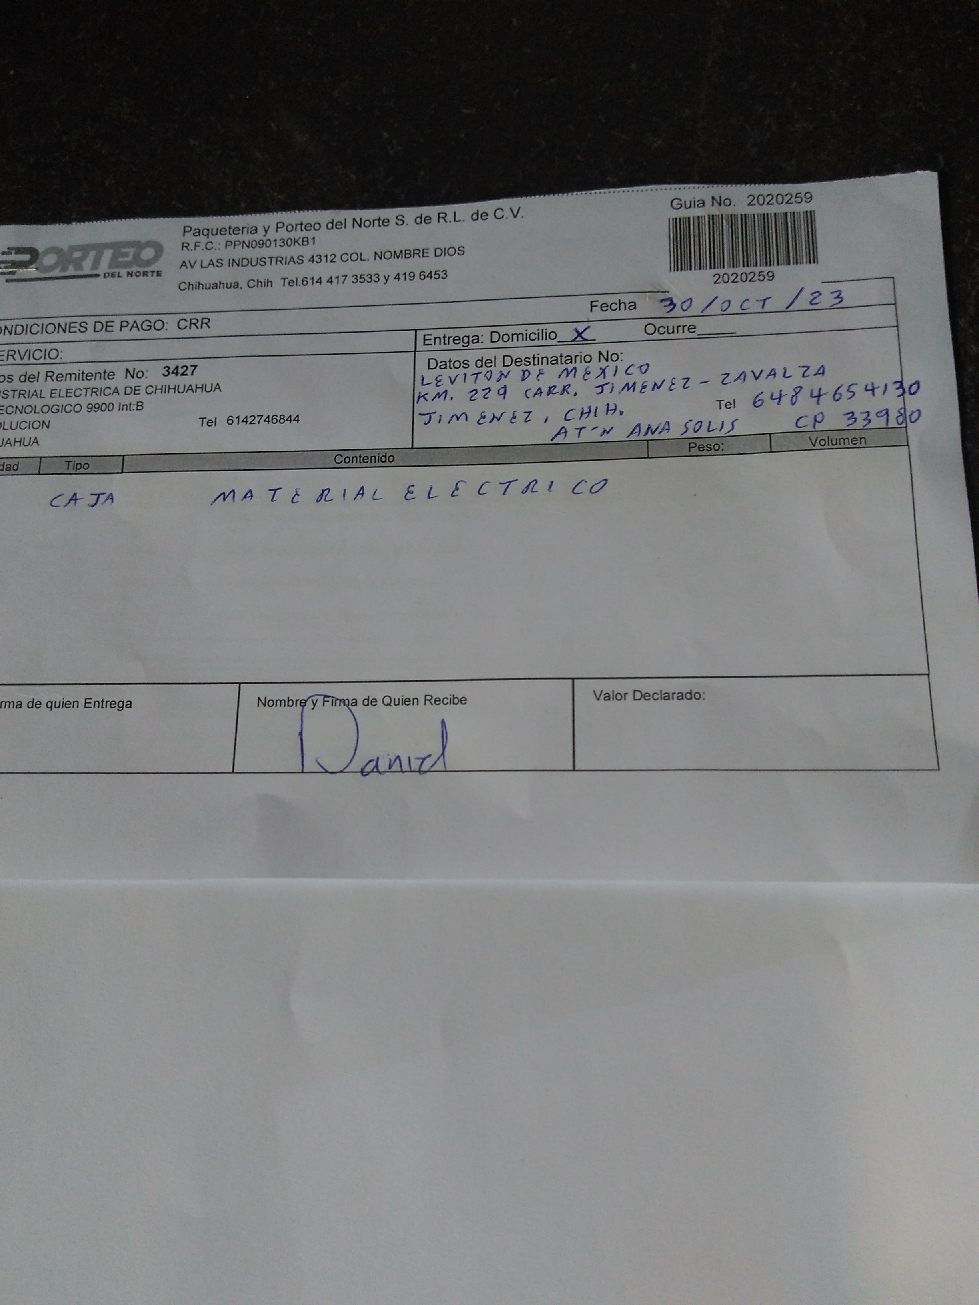 Guia No. 2020259
Paqueteria y Porteo del Norte S. de R.L. de C.V.
R.F.C.: PPN090130KB1
PORTEO
DEL NORTE
AV LAS INDUSTRIAS 4312 COL. NOMBRE DIOS
Chihuahua, Chih Tel.614 417 3533 y 419 6453
2020259
Fecha 30/OCT/23
ONDICIONES DE PAGO: CRR
Entrega: Domicilio X Ocurre
ERVICIO:
Datos del Destinatario No:
os del Remitente No: 3427
LEVITON DE MEXICO
STRIAL ELECTRICA DE CHIHUAHUA
KM. 229 CARR. JIMENEZ - ZAVALZA
ECNOLOGICO 9900 Int:B
Tel 6484654130
OLUCION Tel 6142746844
JIMENEZ, CHIH.
UAHUA
AT'N ANA SOLIS CP 33980
dad Tipo Contenido Peso: Volumen
CAJA MATERIAL ELECTRICO
rma de quien Entrega Nombre y Firma de Quien Recibe Valor Declarado:
Daniel